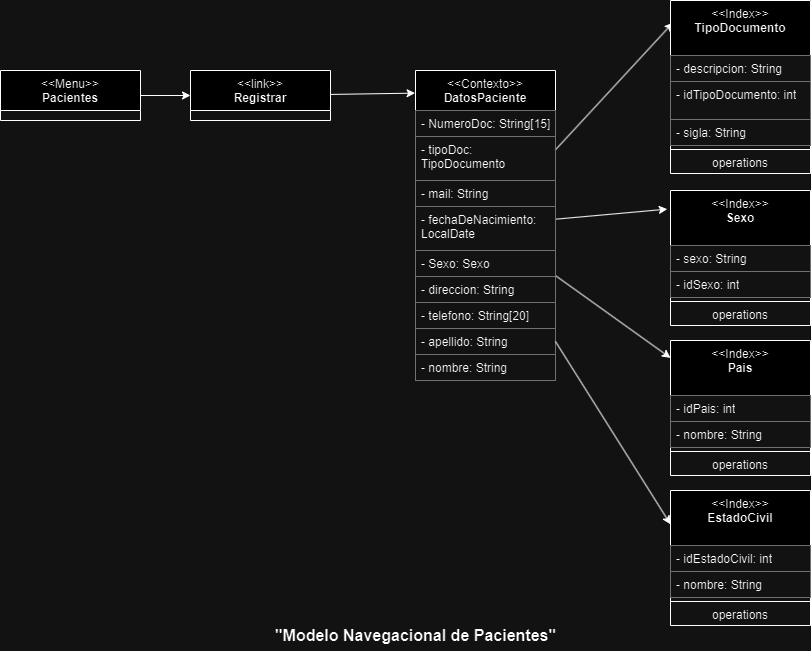 <<Menu>>
Pacientes
<<link>>
Registrar
<<Contexto>>
DatosPaciente
- NumeroDoc: String[15]
- tipoDoc:
TipoDocumento
- mail: String
- fechaDeNacimiento:
LocalDate
- Sexo: Sexo
- direccion: String
- telefono: String[20]
- apellido: String
- nombre: String
<<Index>>
TipoDocumento
- descripcion: String
- idTipoDocumento: int
- sigla: String
operations
<<Index>>
Sexo
- sexo: String
- idSexo: int
operations
<<Index>>
Pais
- idPais: int
- nombre: String
operations
<<Index>>
EstadoCivil
- idEstadoCivil: int
- nombre: String
operations
"Modelo Navegacional de Pacientes"